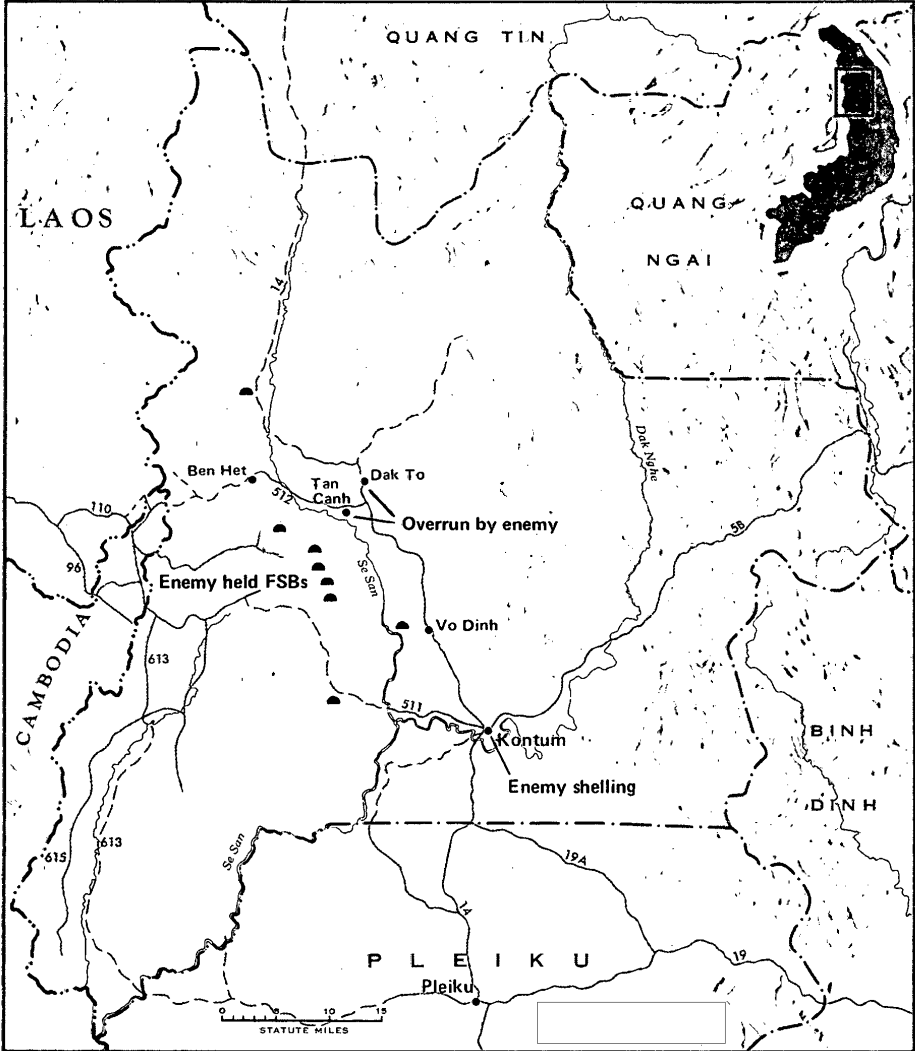 QUANG TIN
LAOS
QUANG
NGAI
14
Ben Het
512
Tan
Canh
Dak To
Overrun by enemy
Dak Nghe
110
96
Enemy held FSBs
Se San
5B
Vo Dinh
CAMBODIA
613
511
Kontum
Enemy shelling
BINH
DINH
615
613
Se San
19A
14
19
PLEIKU
Pleiku
0 5 10 15
STATUTE MILES